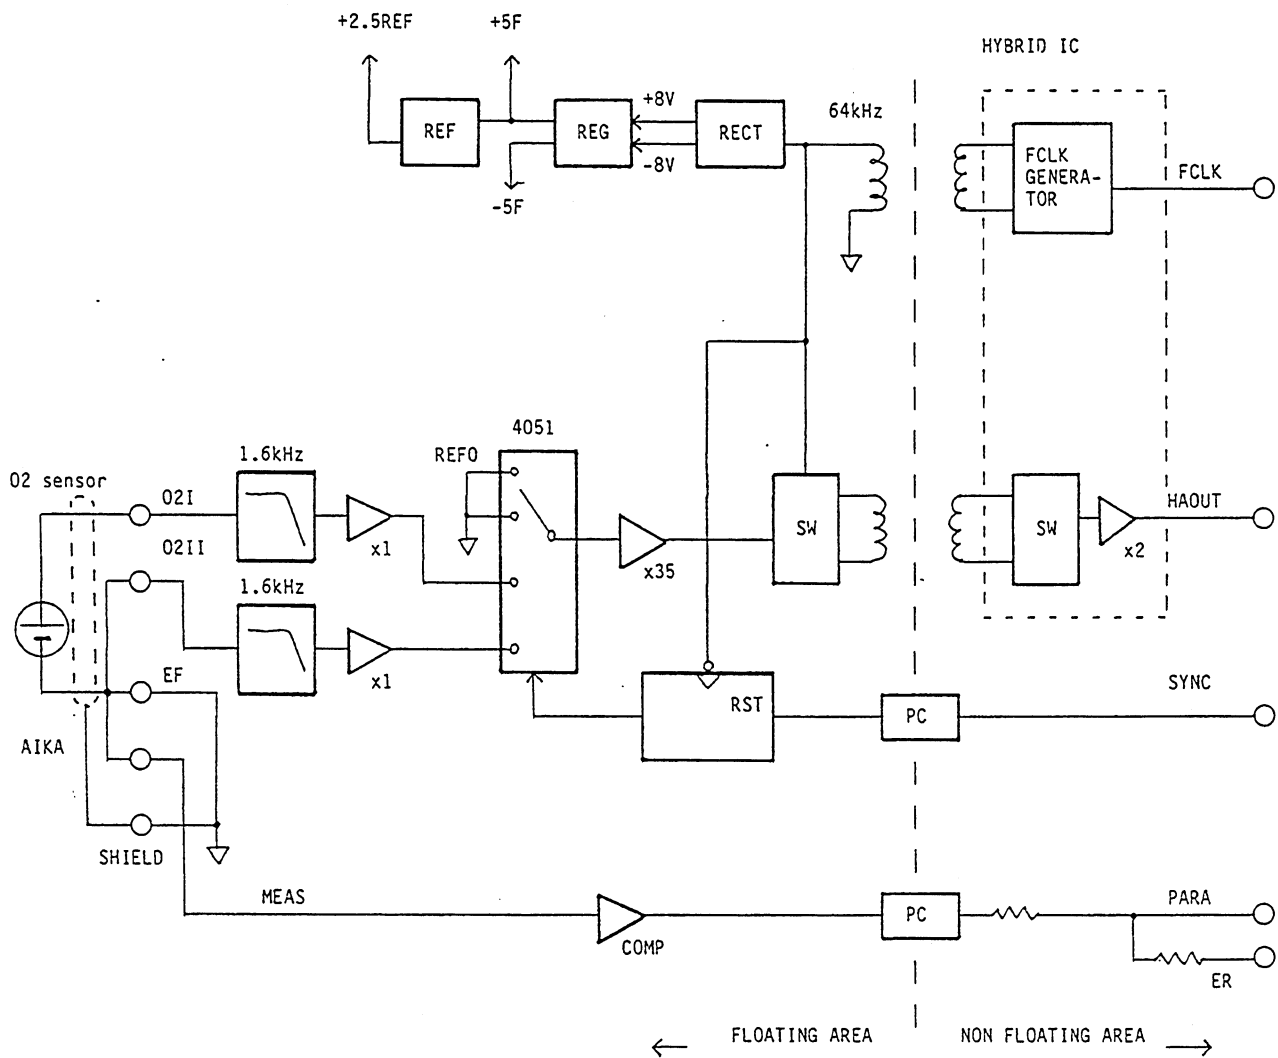 +2.5REF
+5F
HYBRID IC
REF
REG
+8V
-8V
RECT
64kHz
FCLK
GENERA-
TOR
FCLK
-5F
4051
REF0
1.6kHz
O2 sensor
O2I
x1
x35
SW
SW
x2
HAOUT
O2II
1.6kHz
x1
EF
RST
PC
SYNC
AIKA
SHIELD
MEAS
COMP
PC
PARA
ER
FLOATING AREA
NON FLOATING AREA